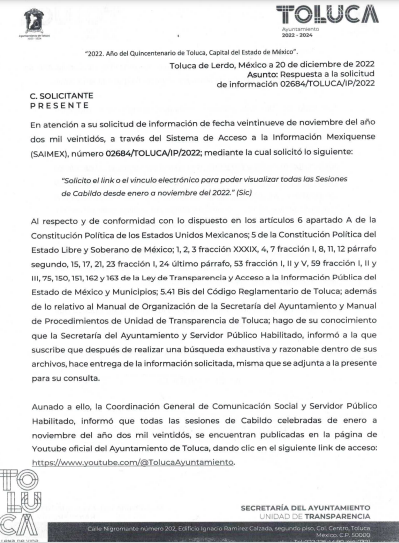 TOLUCA
Ayuntamiento
2022 - 2024
"2022. Año del Quincentenario de Toluca, Capital del Estado de México".
Toluca de Lerdo, México a 20 de diciembre de 2022
Asunto: Respuesta a la solicitud
de información 02684/TOLUCA/IP/2022
C. SOLICITANTE
P R E S E N T E
En atención a su solicitud de información de fecha veintinueve de noviembre del año
dos mil veintidós, a través del Sistema de Acceso a la Información Mexiquense
(SAIMEX), número 02684/TOLUCA/IP/2022; mediante la cual solicitó lo siguiente:
"Solicito el link o el vínculo electrónico para poder visualizar todas las Sesiones
de Cabildo desde enero a noviembre del 2022." (Sic)
Al respecto y de conformidad con lo dispuesto en los artículos 6 apartado A de la
Constitución Política de los Estados Unidos Mexicanos; 5 de la Constitución Política del
Estado Libre y Soberano de México; 1, 2, 3 fracción XXXIX, 4, 7 fracción I, 8, 11, 12 párrafo
segundo, 15, 17, 21, 23 fracción I, 24 último párrafo, 53 fracción I, II y V, 59 fracción I, II y
III, 75, 150, 151, 162 y 163 de la Ley de Transparencia y Acceso a la Información Pública del
Estado de México y Municipios; 5.41 Bis del Código Reglamentario de Toluca; además
de lo relativo al Manual de Organización de la Secretaría del Ayuntamiento y Manual
de Procedimientos de Unidad de Transparencia de Toluca; hago de su conocimiento
que la Secretaría del Ayuntamiento y Servidor Público Habilitado, informó a la que
suscribe que después de realizar una búsqueda exhaustiva y razonable dentro de sus
archivos, hace entrega de la información solicitada, misma que se adjunta a la presente
para su consulta.
Aunado a ello, la Coordinación General de Comunicación Social y Servidor Público
Habilitado, informó que todas las sesiones de Cabildo celebradas de enero a
noviembre del año dos mil veintidós, se encuentran publicadas en la página de
Youtube oficial del Ayuntamiento de Toluca, dando clic en el siguiente link de acceso:
https://www.youtube.com/@TolucaAyuntamiento.
TO
LU
CA
SECRETARÍA DEL AYUNTAMIENTO
UNIDAD DE TRANSPARENCIA
Calle Nigromante número 202, Edificio Ignacio Ramírez Calzada, segundo piso, Col. Centro, Toluca
México, C.P. 50000